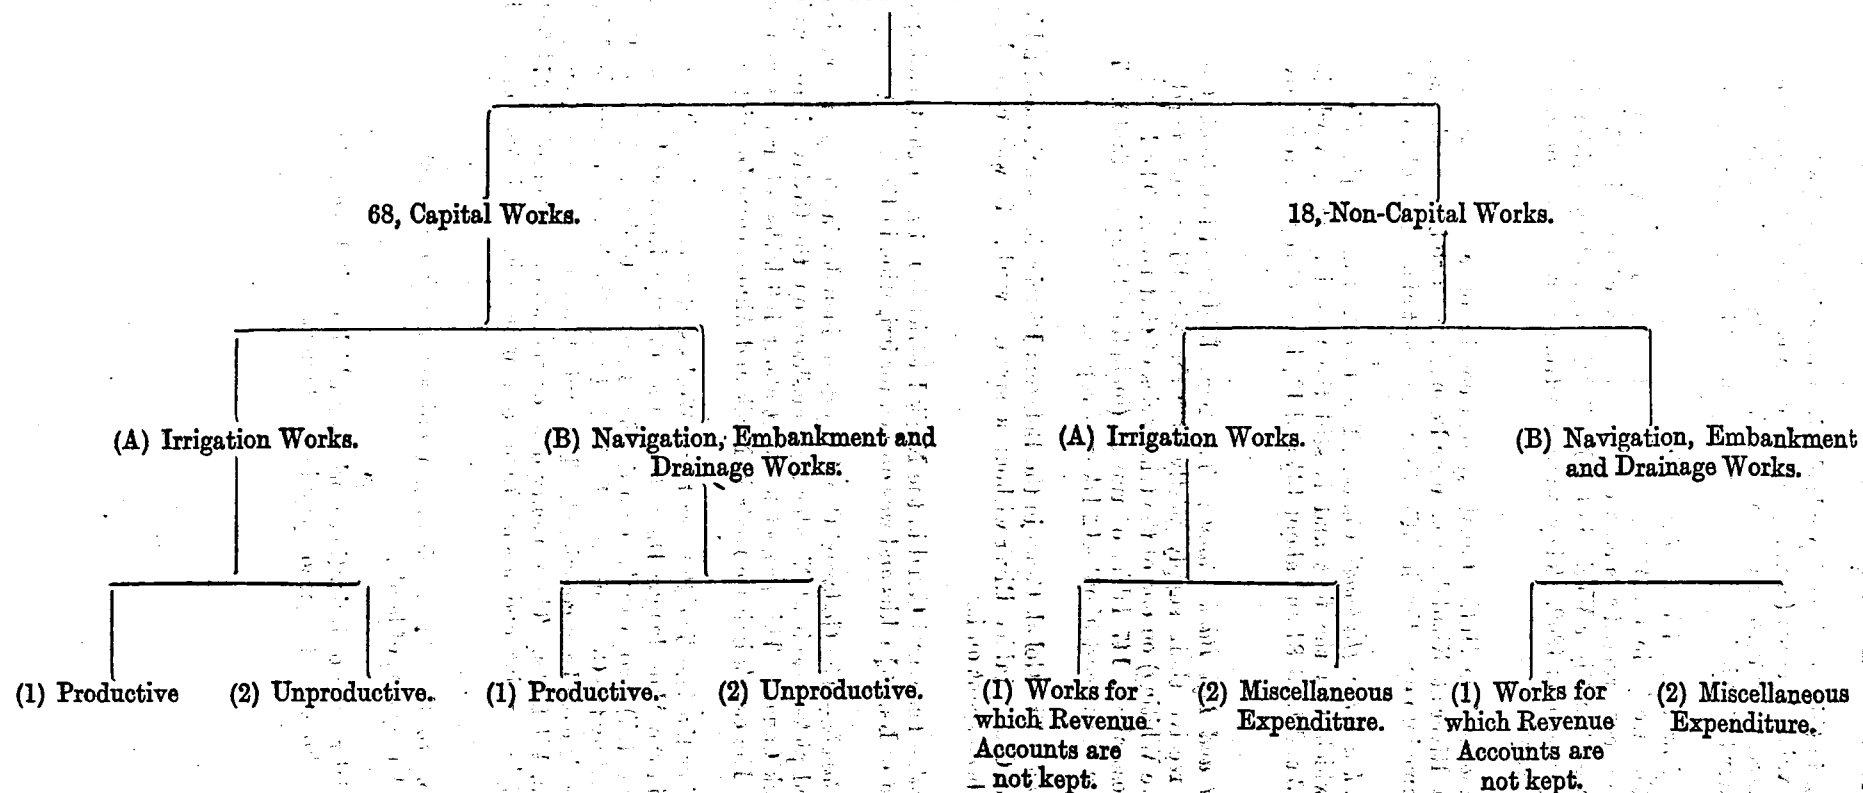 68, Capital Works.
18, Non-Capital Works.
(A) Irrigation Works.
(B) Navigation, Embankment and
Drainage Works.
(A) Irrigation Works.
(B) Navigation, Embankment
and Drainage Works.
(1) Productive
(2) Unproductive.
(1) Productive.
(2) Unproductive.
(1) Works for
which Revenue
Accounts are
not kept.
(2) Miscellaneous
Expenditure.
(1) Works for
which Revenue
Accounts are
not kept.
(2) Miscellaneous
Expenditure.